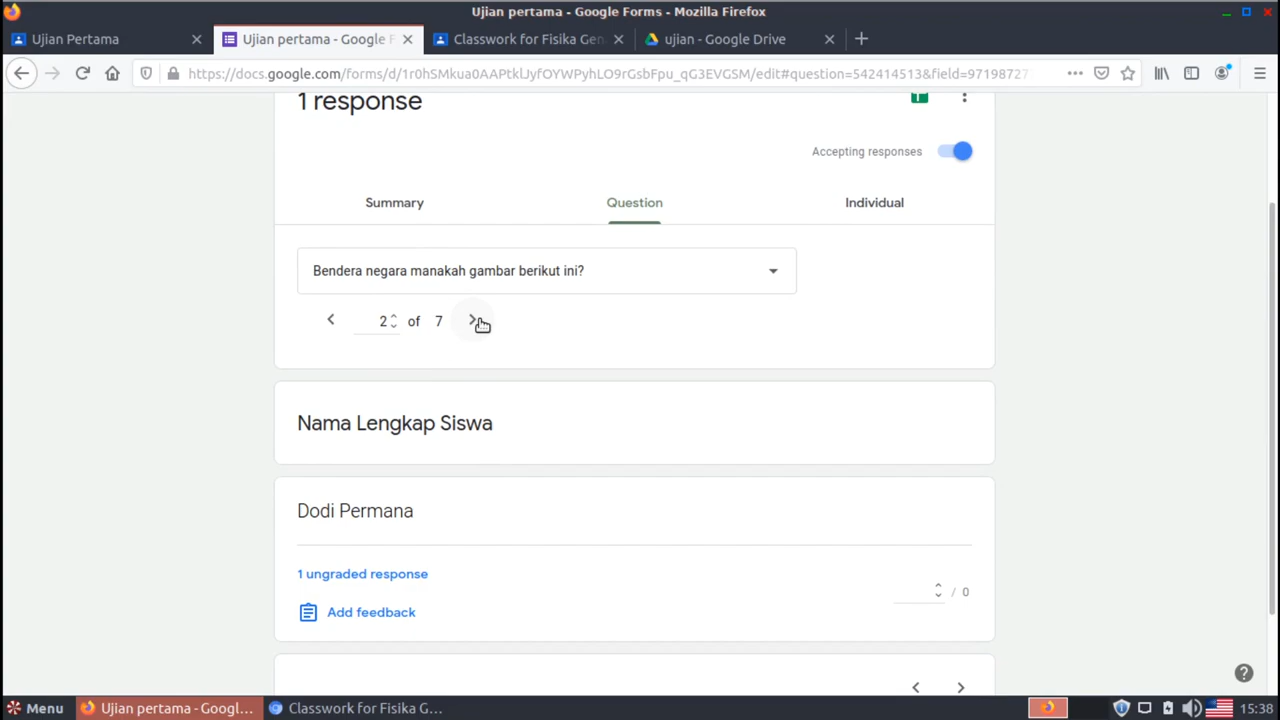 Ujian pertama - Google Forms - Mozilla Firefox
Ujian Pertama
Ujian pertama - Google F
Classwork for Fisika Gen
ujian - Google Drive
https://docs.google.com/forms/d/1r0hSMkua0AAPtklJyfOYWPyhLO9rGsbFpu_qG3EVGSM/edit#question=542414513&field=97198727
1 response
Accepting responses
Summary
Question
Individual
Bendera negara manakah gambar berikut ini?
2 of 7
Nama Lengkap Siswa
Dodi Permana
1 ungraded response
/ 0
Add feedback
Menu
Ujian pertama - Googl...
Classwork for Fisika G...
15:38